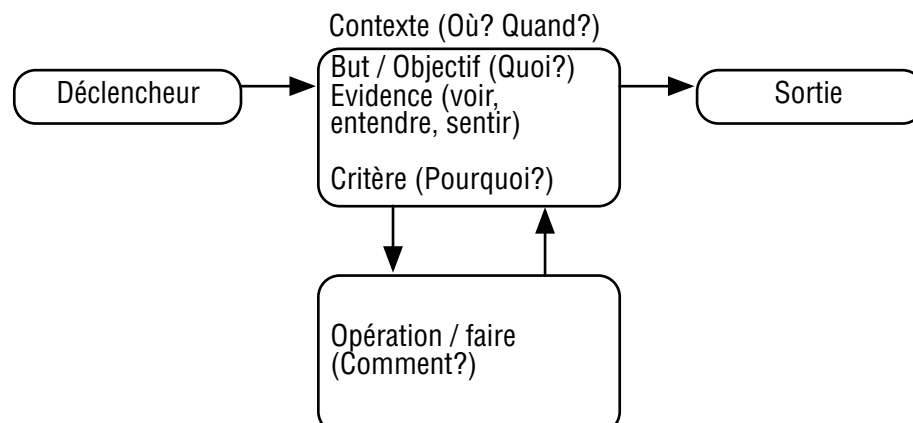 Contexte (Où? Quand?)
Déclencheur
But / Objectif (Quoi?)
Evidence (voir,
entendre, sentir)
Critère (Pourquoi?)
Sortie
Opération / faire
(Comment?)